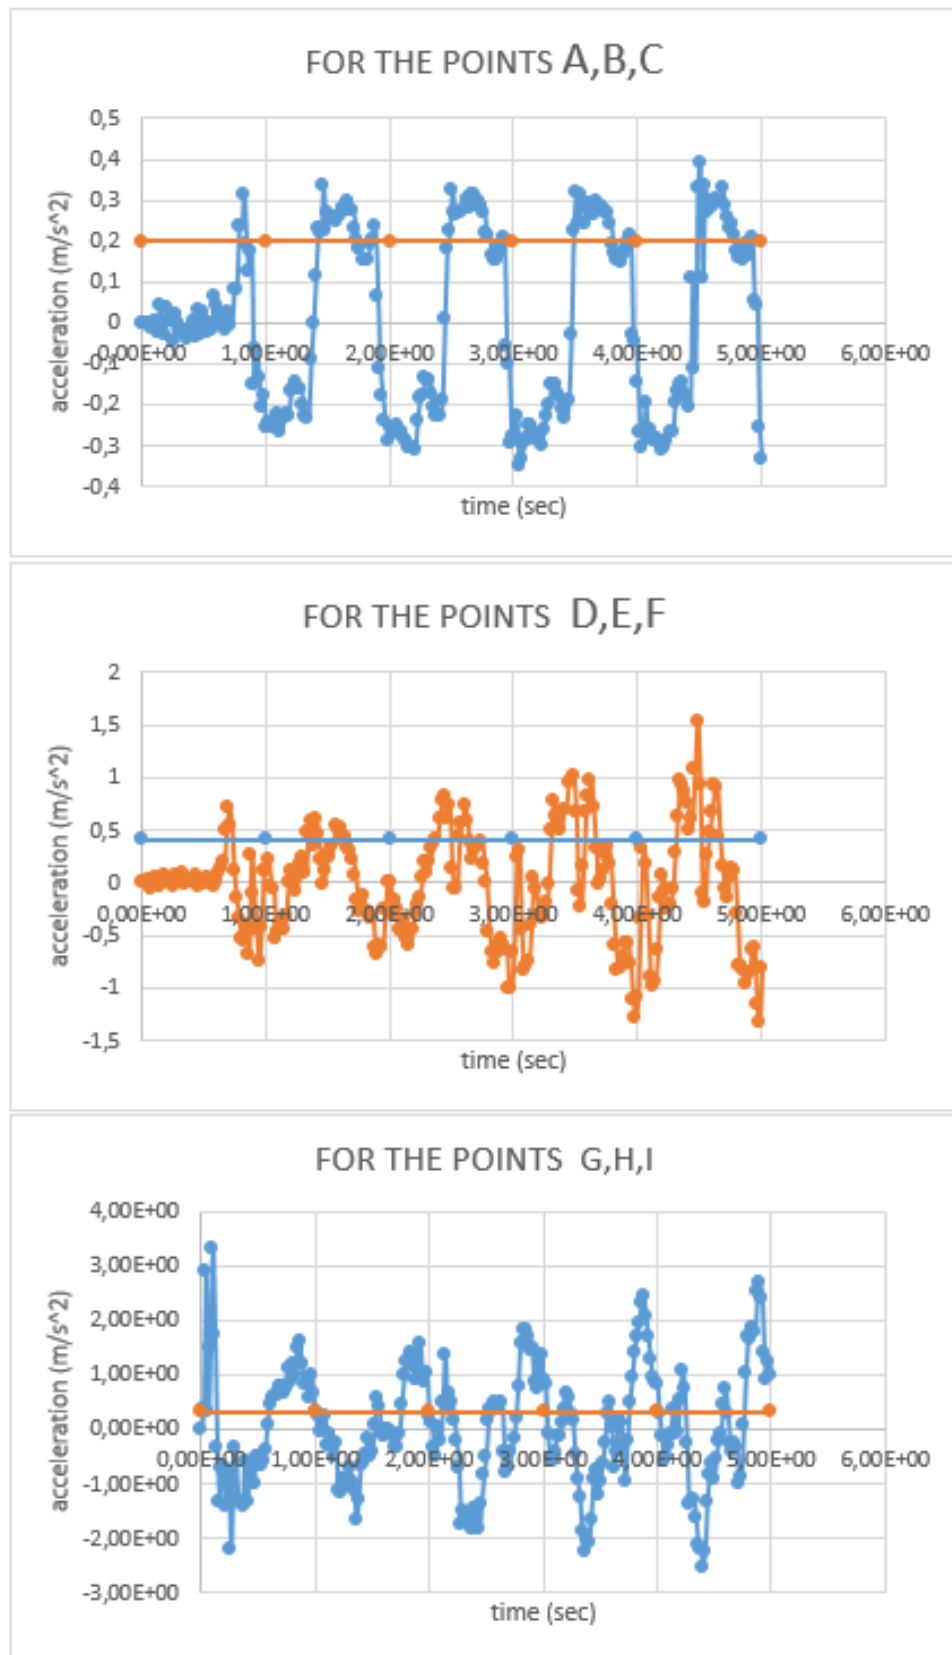 FOR THE POINTS A,B,C
acceleration (m/s^2)
0,5
0,4
0,3
0,2
0,1
0
-0,1
-0,2
-0,3
-0,4
0,00E+00 1,00E+00 2,00E+00 3,00E+00 4,00E+00 5,00E+00 6,00E+00
time (sec)
FOR THE POINTS D,E,F
acceleration (m/s^2)
2
1,5
1
0,5
0
-0,5
-1
-1,5
0,00E+00 1,00E+00 2,00E+00 3,00E+00 4,00E+00 5,00E+00 6,00E+00
time (sec)
FOR THE POINTS G,H,I
acceleration (m/s^2)
4,00E+00
3,00E+00
2,00E+00
1,00E+00
0,00E+00
-1,00E+00
-2,00E+00
-3,00E+00
0,00E+00 1,00E+00 2,00E+00 3,00E+00 4,00E+00 5,00E+00 6,00E+00
time (sec)